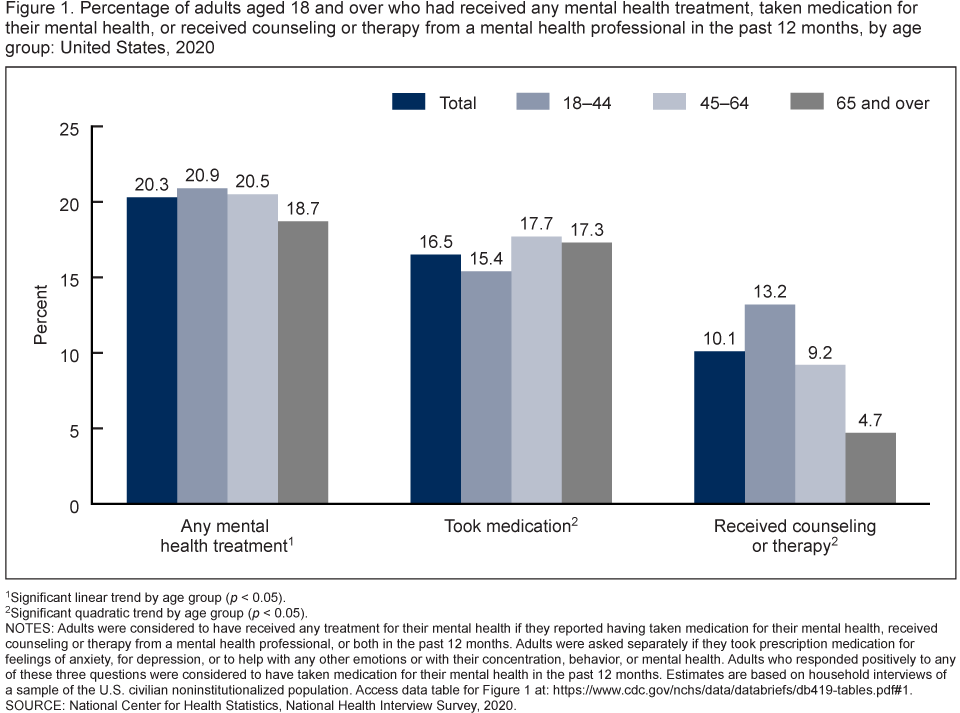 Figure 1. Percentage of adults aged 18 and over who had received any mental health treatment, taken medication for
their mental health, or received counseling or therapy from a mental health professional in the past 12 months, by age
group: United States, 2020
Total 18–44 45–64 65 and over
25
20
15
10
5
0
Percent
20.3 20.9 20.5 18.7
16.5 15.4 17.7 17.3
10.1 13.2 9.2 4.7
Any mental
health treatment1
Took medication2
Received counseling
or therapy2
1Significant linear trend by age group (p < 0.05).
2Significant quadratic trend by age group (p < 0.05).
NOTES: Adults were considered to have received any treatment for their mental health if they reported having taken medication for their mental health, received
counseling or therapy from a mental health professional, or both in the past 12 months. Adults were asked separately if they took prescription medication for
feelings of anxiety, for depression, or to help with any other emotions or with their concentration, behavior, or mental health. Adults who responded positively to any
of these three questions were considered to have taken medication for their mental health in the past 12 months. Estimates are based on household interviews of
a sample of the U.S. civilian noninstitutionalized population. Access data table for Figure 1 at: https://www.cdc.gov/nchs/data/databriefs/db419-tables.pdf#1.
SOURCE: National Center for Health Statistics, National Health Interview Survey, 2020.